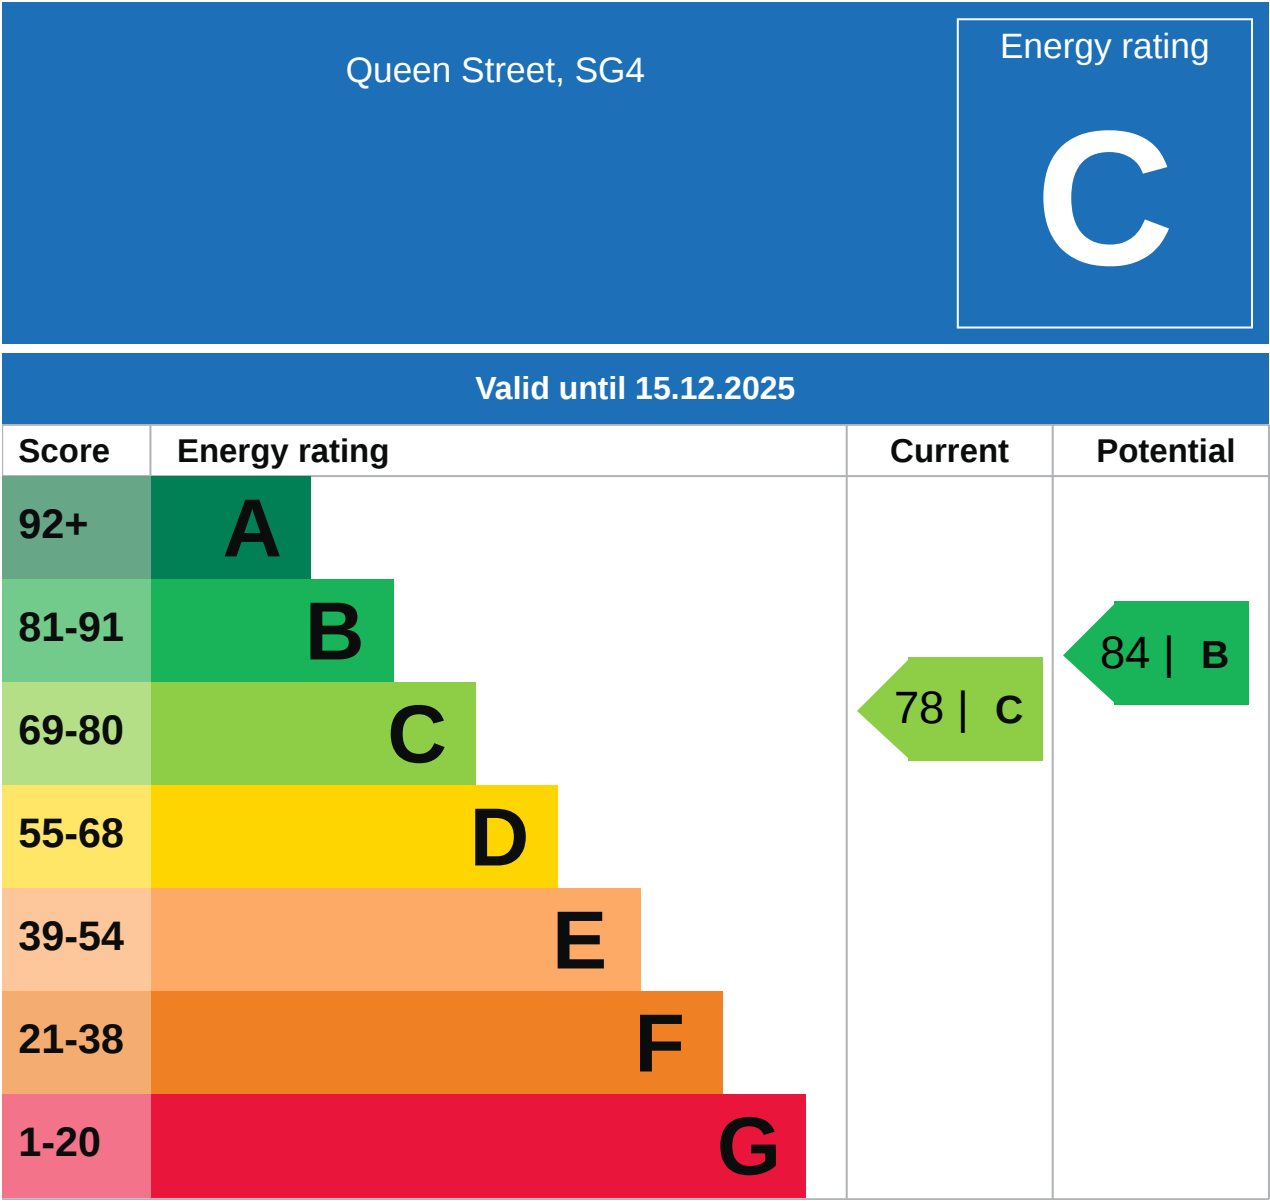 Queen Street, SG4
Energy rating
C
Valid until 15.12.2025
Score Energy rating Current Potential
92+ A
81-91 B
84 | B
69-80 C
78 | C
55-68 D
39-54 E
21-38 F
1-20 G